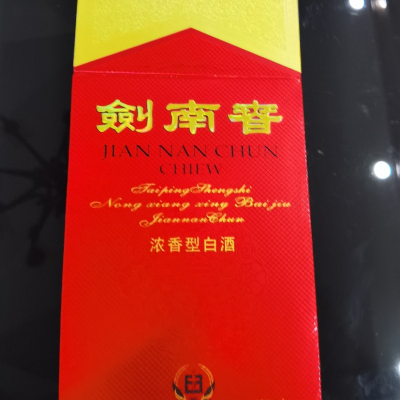 劍南春
JIAN NAN CHUN
CHIEW
TaipingShengshi
Nong xiang xing Bai jiu
JiannanChun
浓香型白酒